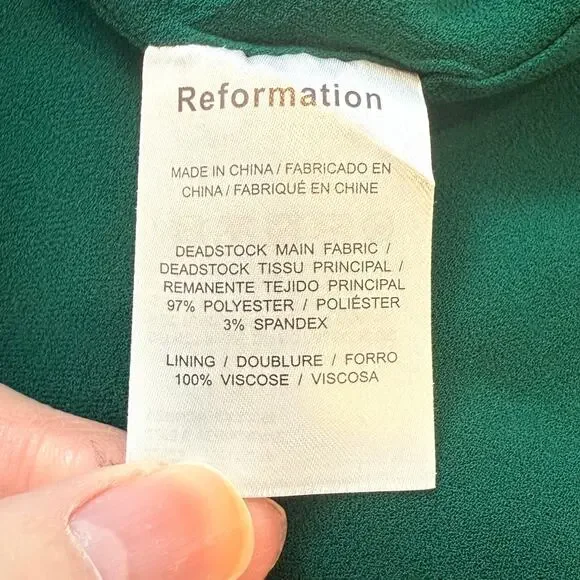 Reformation
MADE IN CHINA / FABRICADO EN
CHINA / FABRIQUÉ EN CHINE
DEADSTOCK MAIN FABRIC /
DEADSTOCK TISSU PRINCIPAL /
REMANENTE TEJIDO PRINCIPAL
97% POLYESTER / POLIÉSTER
3% SPANDEX
LINING / DOUBLURE / FORRO
100% VISCOSE / VISCOSA